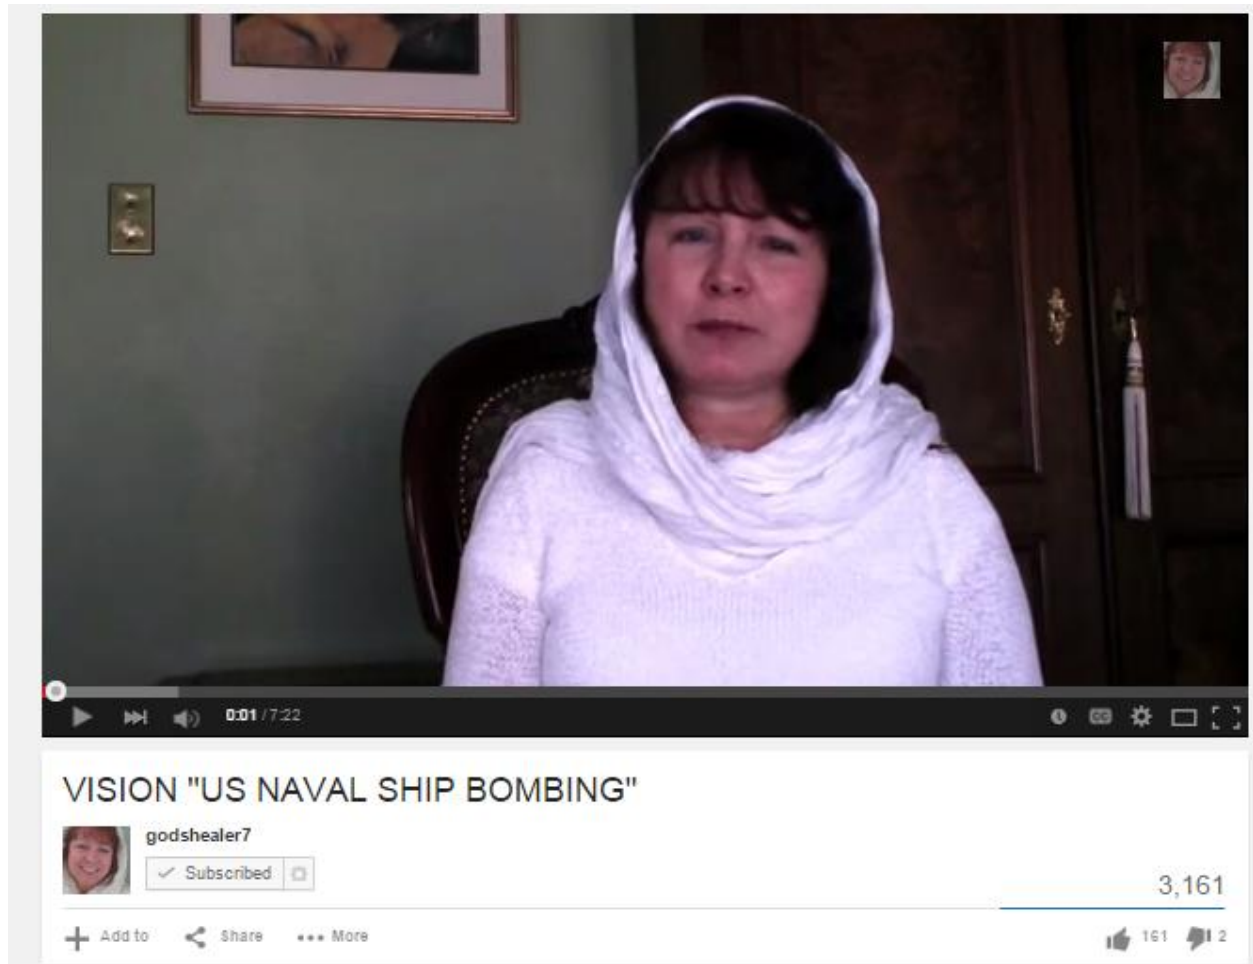 0:01 / 7:22
CC
VISION "US NAVAL SHIP BOMBING"
godshealer7
Subscribed
3,161
Add to Share More 161 2